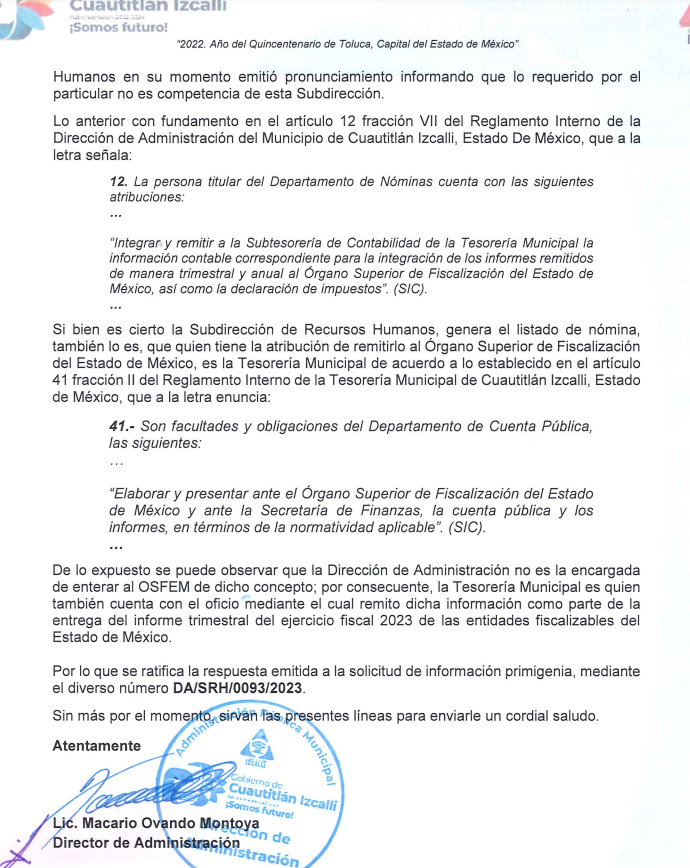 Cuautitlán Izcalli
Administración 2022-2024
¡Somos futuro!
"2022. Año del Quincentenario de Toluca, Capital del Estado de México"
Humanos en su momento emitió pronunciamiento informando que lo requerido por el
particular no es competencia de esta Subdirección.
Lo anterior con fundamento en el artículo 12 fracción VII del Reglamento Interno de la
Dirección de Administración del Municipio de Cuautitlán Izcalli, Estado De México, que a la
letra señala:
12. La persona titular del Departamento de Nóminas cuenta con las siguientes
atribuciones:
...
"Integrar y remitir a la Subtesorería de Contabilidad de la Tesorería Municipal la
información contable correspondiente para la integración de los informes remitidos
de manera trimestral y anual al Órgano Superior de Fiscalización del Estado de
México, así como la declaración de impuestos". (SIC).
...
Si bien es cierto la Subdirección de Recursos Humanos, genera el listado de nómina,
también lo es, que quien tiene la atribución de remitirlo al Órgano Superior de Fiscalización
del Estado de México, es la Tesorería Municipal de acuerdo a lo establecido en el artículo
41 fracción II del Reglamento Interno de la Tesorería Municipal de Cuautitlán Izcalli, Estado
de México, que a la letra enuncia:
41.- Son facultades y obligaciones del Departamento de Cuenta Pública,
las siguientes:
...
"Elaborar y presentar ante el Órgano Superior de Fiscalización del Estado
de México y ante la Secretaría de Finanzas, la cuenta pública y los
informes, en términos de la normatividad aplicable". (SIC).
...
De lo expuesto se puede observar que la Dirección de Administración no es la encargada
de enterar al OSFEM de dicho concepto; por consecuente, la Tesorería Municipal es quien
también cuenta con el oficio mediante el cual remito dicha información como parte de la
entrega del informe trimestral del ejercicio fiscal 2023 de las entidades fiscalizables del
Estado de México.
Por lo que se ratifica la respuesta emitida a la solicitud de información primigenia, mediante
el diverso número DA/SRH/0093/2023.
Sin más por el momento, sirvan las presentes líneas para enviarle un cordial saludo.
Atentamente
Administración Pública Municipal
Gobierno de
Cuautitlán Izcalli
¡Somos futuro!
Dirección de
Administración
Lic. Macario Ovando Montoya
Director de Administración